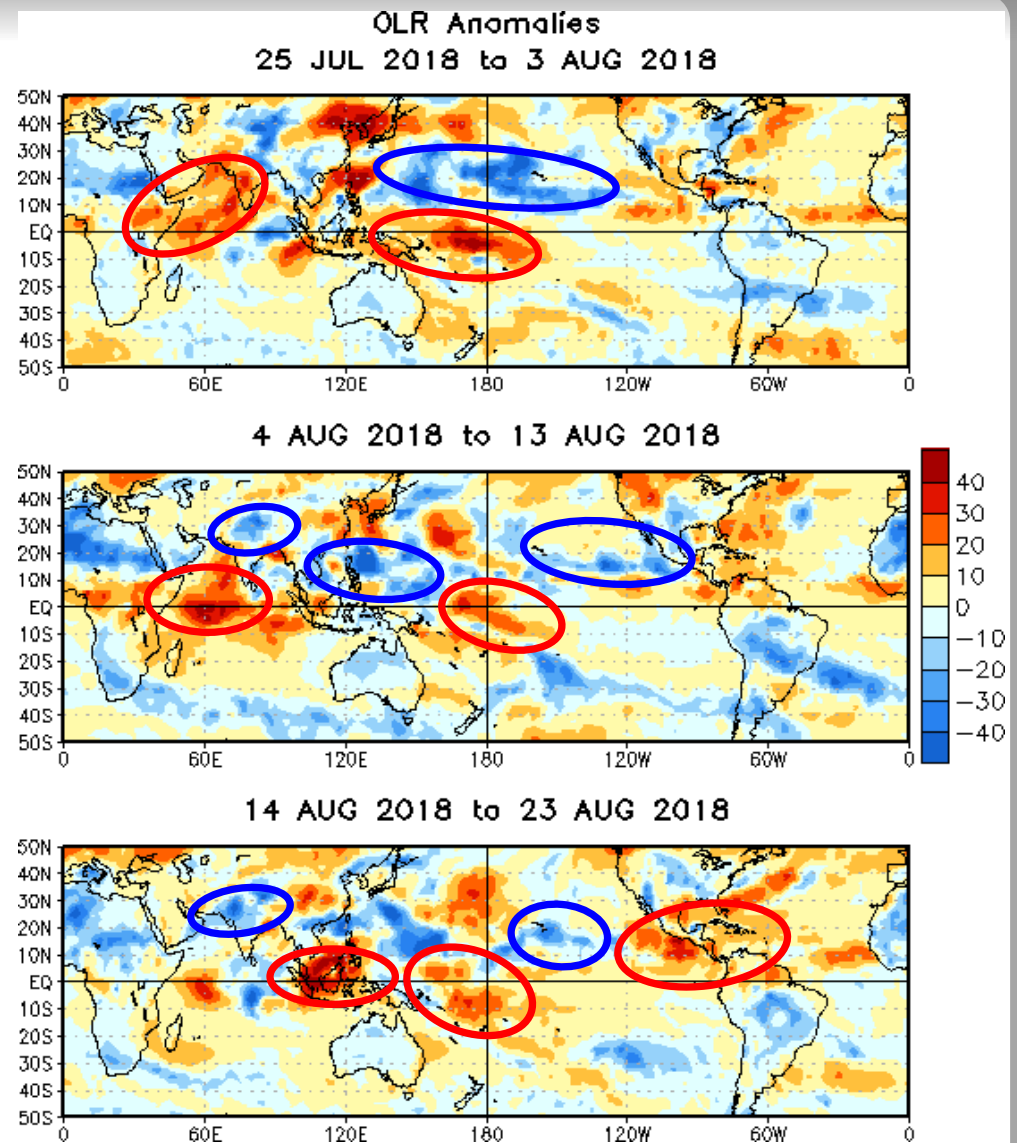 OLR Anomalies
25 JUL 2018 to 3 AUG 2018
50N
40N
30N
20N
10N
EQ
10S
20S
30S
40S
50S
0 60E 120E 180 120W 60W 0
4 AUG 2018 to 13 AUG 2018
50N
40N
30N
20N
10N
EQ
10S
20S
30S
40S
50S
0 60E 120E 180 120W 60W 0
40
30
20
10
0
-10
-20
-30
-40
14 AUG 2018 to 23 AUG 2018
50N
40N
30N
20N
10N
EQ
10S
20S
30S
40S
50S
0 60E 120E 180 120W 60W 0